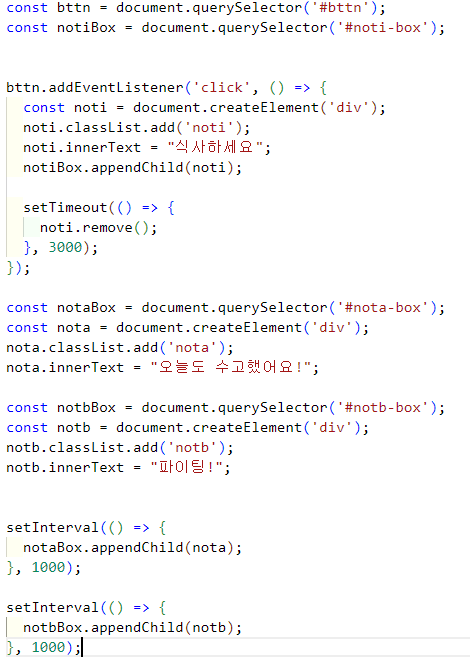 const bttn = document.querySelector('#bttn');
const notiBox = document.querySelector('#noti-box');
bttn.addEventListener('click', () => {
const noti = document.createElement('div');
noti.classList.add('noti');
noti.innerText = "식사하세요";
notiBox.appendChild(noti);
setTimeout(() => {
noti.remove();
}, 3000);
});
const notaBox = document.querySelector('#nota-box');
const nota = document.createElement('div');
nota.classList.add('nota');
nota.innerText = "오늘도 수고했어요!";
const notbBox = document.querySelector('#notb-box');
const notb = document.createElement('div');
notb.classList.add('notb');
notb.innerText = "파이팅!";
setInterval(() => {
notaBox.appendChild(nota);
}, 1000);
setInterval(() => {
notbBox.appendChild(notb);
}, 1000);